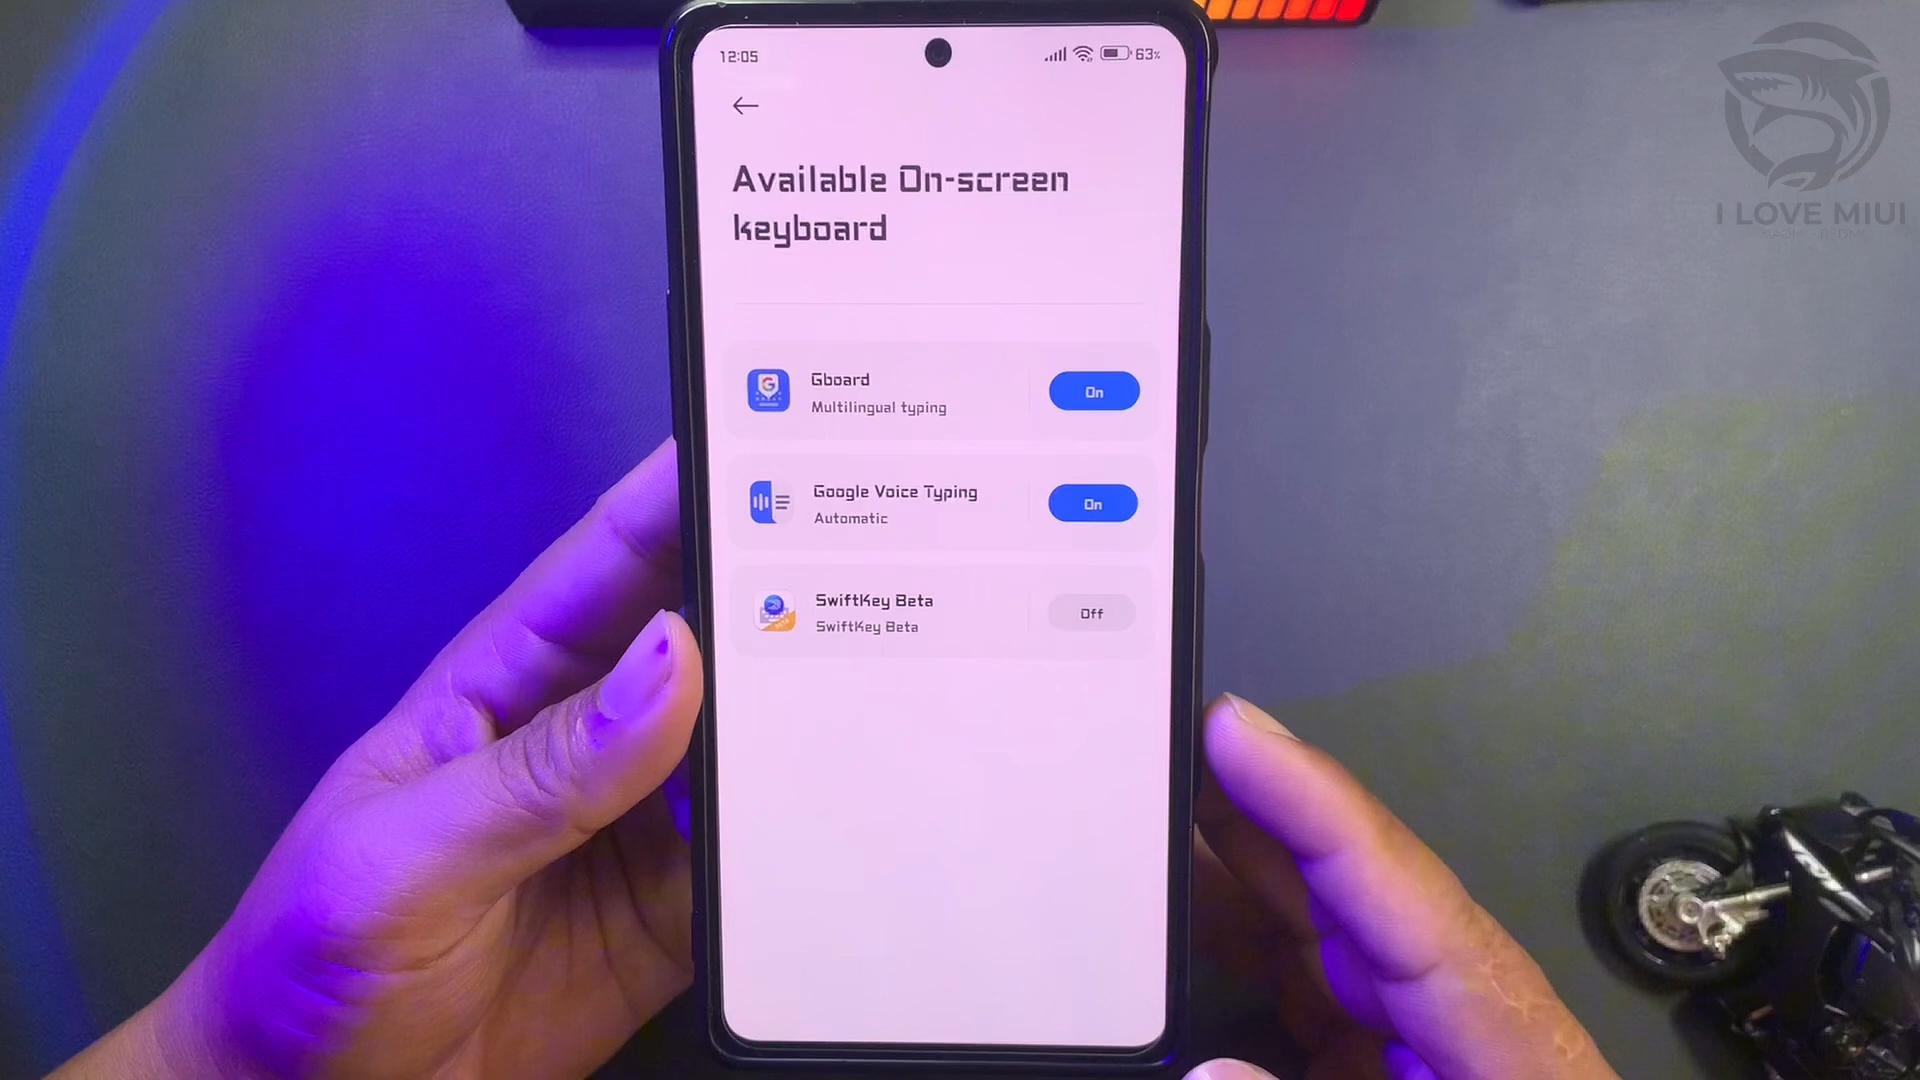 12:05
63%
Available On-screen
keyboard
Gboard
Multilingual typing
On
Google Voice Typing
Automatic
On
SwiftKey Beta
SwiftKey Beta
Off
I LOVE MIUI